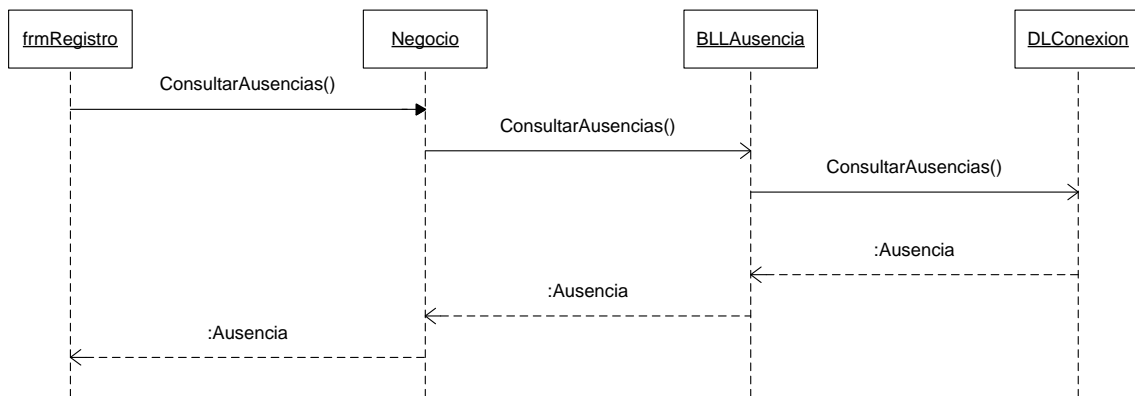 frmRegistro
Negocio
BLLAusencia
DLConexion
ConsultarAusencias()
ConsultarAusencias()
ConsultarAusencias()
:Ausencia
:Ausencia
:Ausencia